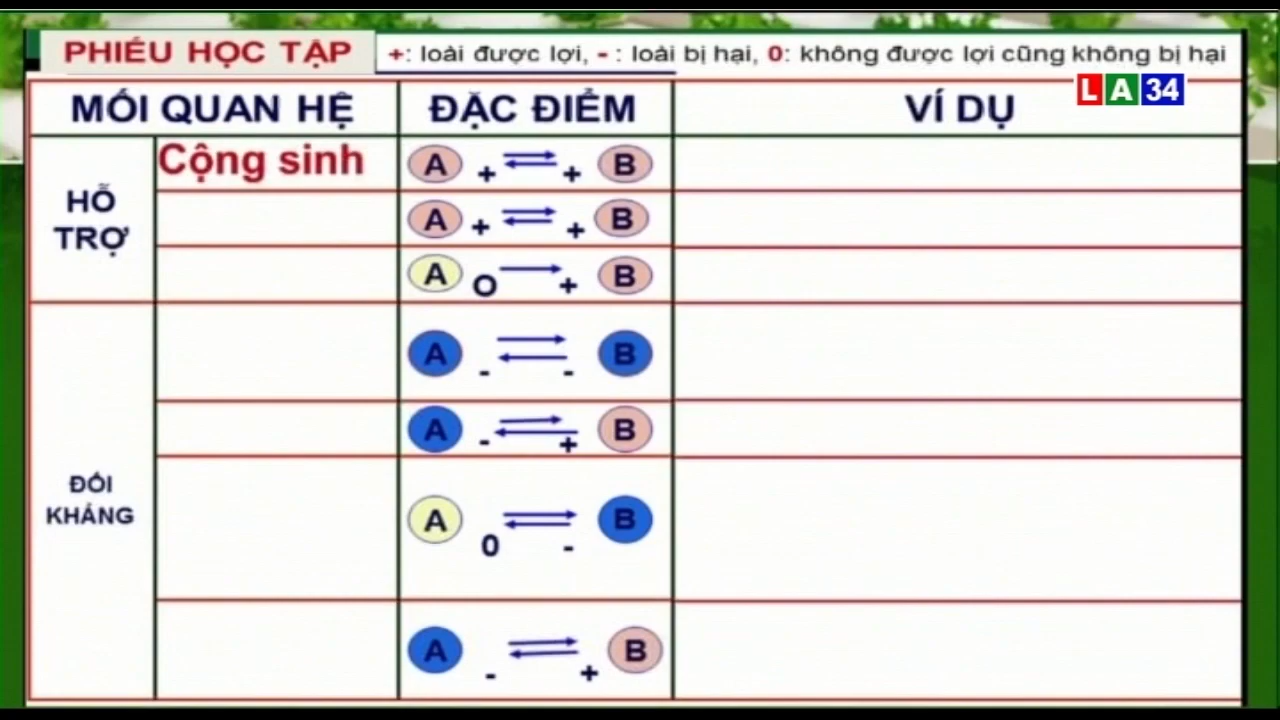 PHIẾU HỌC TẬP
+: loài được lợi, - : loài bị hại, 0: không được lợi cũng không bị hại
LA34
MỐI QUAN HỆ ĐẶC ĐIỂM VÍ DỤ
HỖ TRỢ
Cộng sinh
A + + B
A + + B
A O + B
ĐỐI KHÁNG
A - - B
A - + B
A 0 - B
A - + B